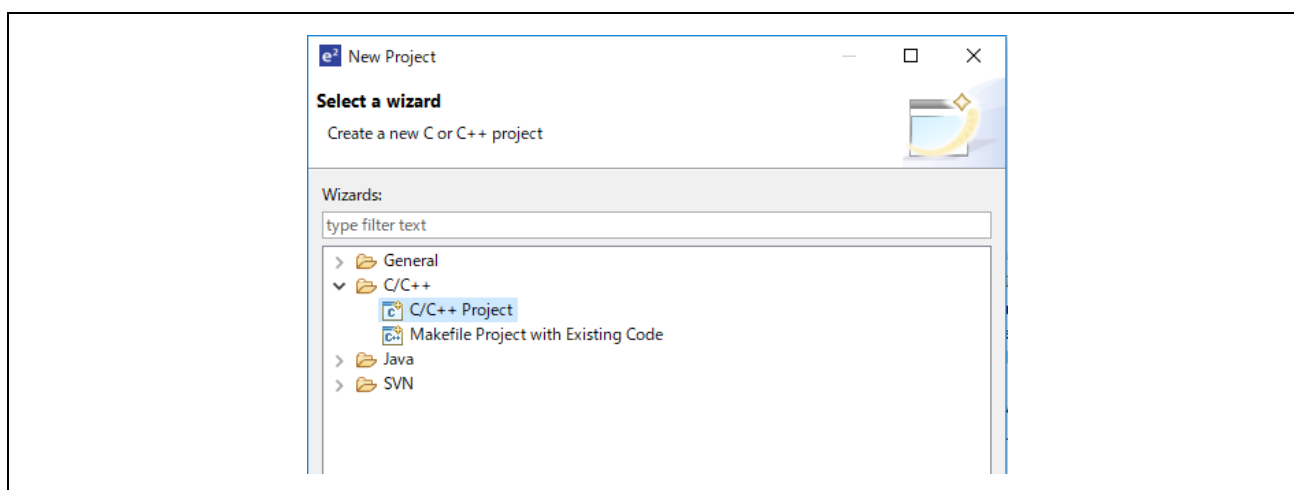 e² New Project
Select a wizard
Create a new C or C++ project
Wizards:
type filter text
General
C/C++
C/C++ Project
Makefile Project with Existing Code
Java
SVN